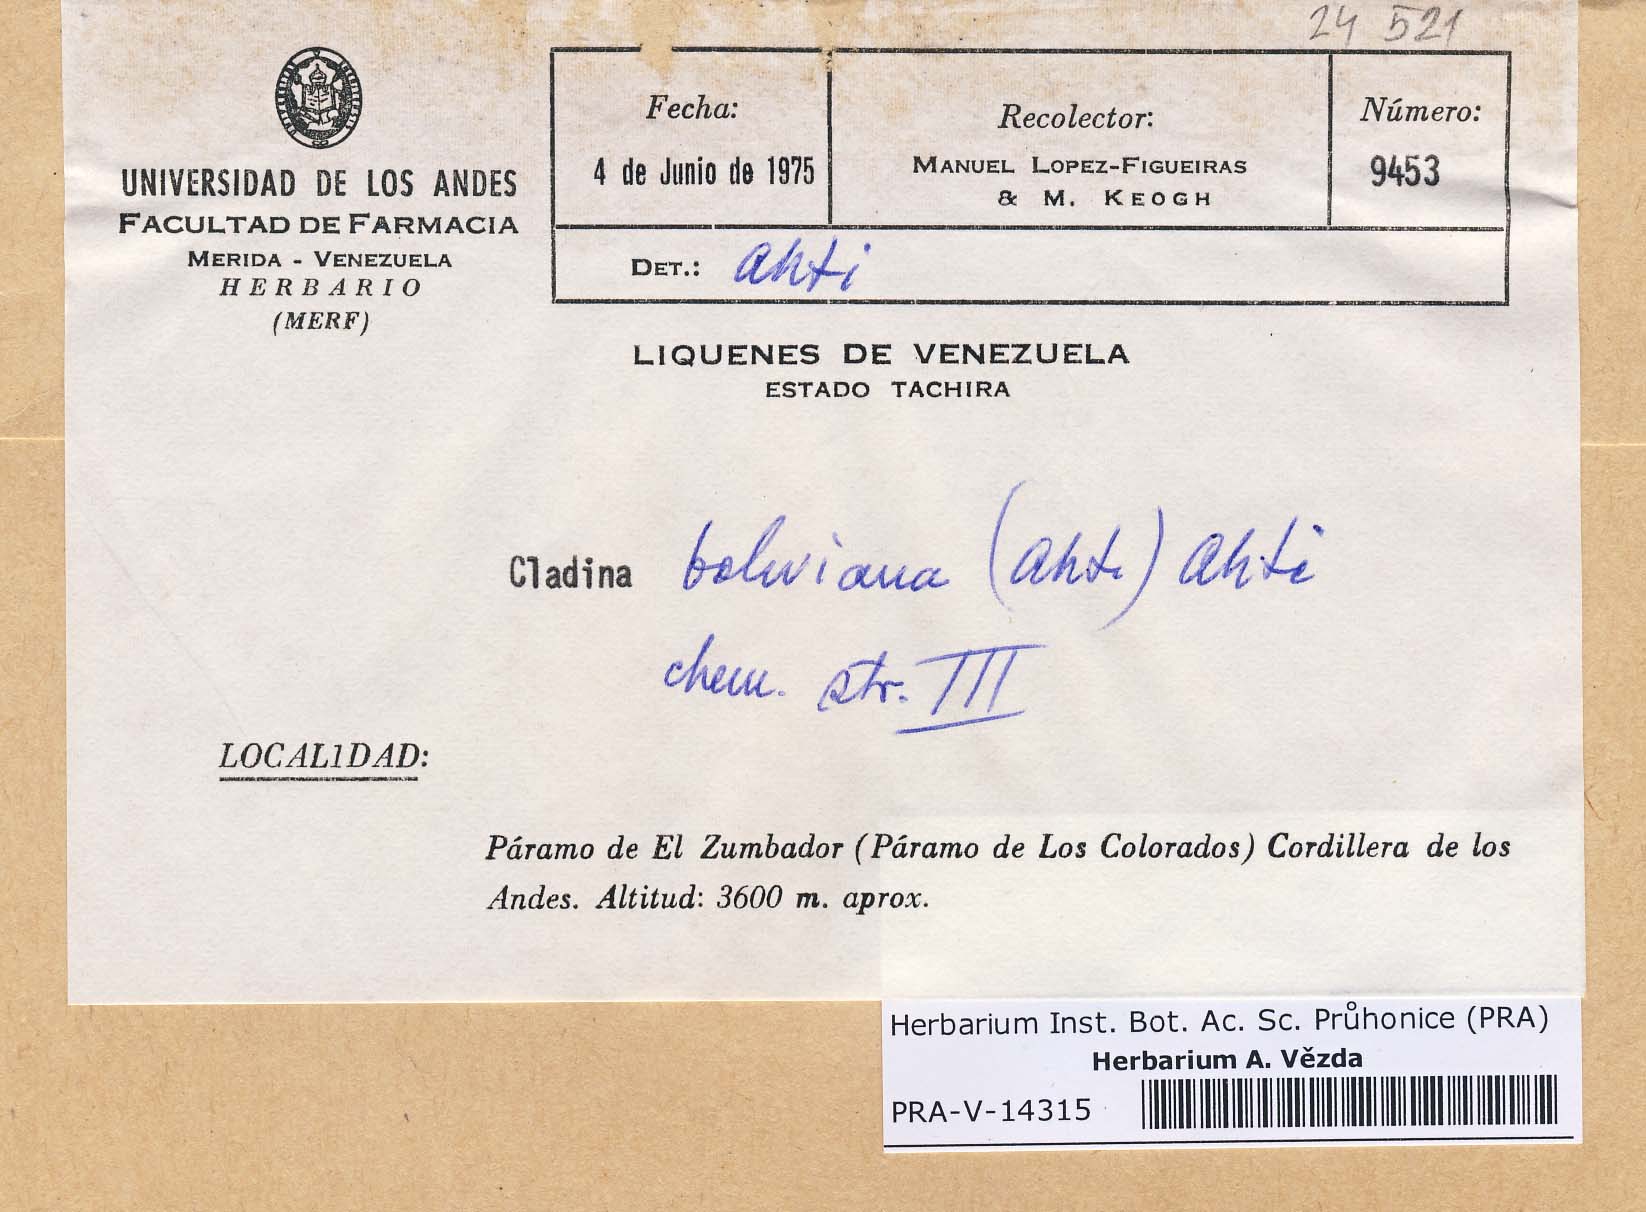 24 521
UNIVERSIDAD DE LOS ANDES
FACULTAD DE FARMACIA
MERIDA - VENEZUELA
HERBARIO
(MERF)
Fecha:
4 de Junio de 1975
Recolector:
MANUEL LOPEZ-FIGUEIRAS
& M. KEOGH
Número:
9453
DET.: Ahti
LIQUENES DE VENEZUELA
ESTADO TACHIRA
Cladina boliviana (Ahti) Ahti
chem. str. III
LOCALIDAD:
Páramo de El Zumbador (Páramo de Los Colorados) Cordillera de los
Andes. Altitud: 3600 m. aprox.
Herbarium Inst. Bot. Ac. Sc. Průhonice (PRA)
Herbarium A. Vězda
PRA-V-14315